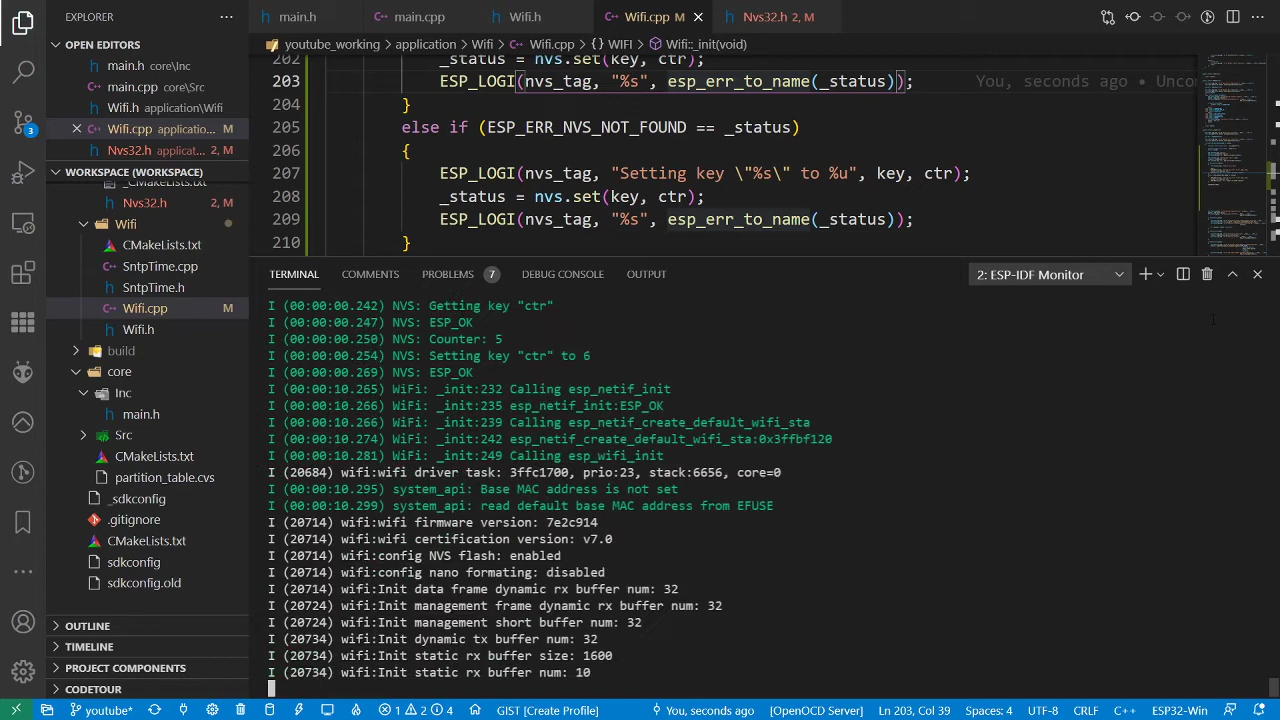 EXPLORER
OPEN EDITORS
main.h core\Inc
main.cpp core\Src
Wifi.h application\Wifi
Wifi.cpp applicatio... M
Nvs32.h applicat... 2, M
WORKSPACE (WORKSPACE)
CMakeLists.txt
Nvs32.h 2, M
Wifi
CMakeLists.txt
SntpTime.cpp
SntpTime.h
Wifi.cpp M
Wifi.h
build
core
Inc
main.h
Src
CMakeLists.txt
partition_table.cvs
_sdkconfig
.gitignore
CMakeLists.txt
sdkconfig
sdkconfig.old
OUTLINE
TIMELINE
PROJECT COMPONENTS
CODETOUR
3
main.h main.cpp Wifi.h Wifi.cpp M Nvs32.h 2, M
youtube_working > application > Wifi > Wifi.cpp > {} WIFI > Wifi::_init(void)
202 _status = nvs.set(key, ctr);
203 ESP_LOGI(nvs_tag, "%s", esp_err_to_name(_status)); You, seconds ago • Unco
204 }
205 else if (ESP_ERR_NVS_NOT_FOUND == _status)
206 {
207 ESP_LOGI(nvs_tag, "Setting key \"%s\" to %u", key, ctr);
208 _status = nvs.set(key, ctr);
209 ESP_LOGI(nvs_tag, "%s", esp_err_to_name(_status));
210 }
TERMINAL COMMENTS PROBLEMS 7 DEBUG CONSOLE OUTPUT 2: ESP-IDF Monitor
I (00:00:00.242) NVS: Getting key "ctr"
I (00:00:00.247) NVS: ESP_OK
I (00:00:00.250) NVS: Counter: 5
I (00:00:00.254) NVS: Setting key "ctr" to 6
I (00:00:00.269) NVS: ESP_OK
I (00:00:10.265) WiFi: _init:232 Calling esp_netif_init
I (00:00:10.266) WiFi: _init:235 esp_netif_init:ESP_OK
I (00:00:10.266) WiFi: _init:239 Calling esp_netif_create_default_wifi_sta
I (00:00:10.274) WiFi: _init:242 esp_netif_create_default_wifi_sta:0x3ffbf120
I (00:00:10.281) WiFi: _init:249 Calling esp_wifi_init
I (20684) wifi:wifi driver task: 3ffc1700, prio:23, stack:6656, core=0
I (00:00:10.295) system_api: Base MAC address is not set
I (00:00:10.299) system_api: read default base MAC address from EFUSE
I (20714) wifi:wifi firmware version: 7e2c914
I (20714) wifi:wifi certification version: v7.0
I (20714) wifi:config NVS flash: enabled
I (20714) wifi:config nano formating: disabled
I (20714) wifi:Init data frame dynamic rx buffer num: 32
I (20724) wifi:Init management frame dynamic rx buffer num: 32
I (20724) wifi:Init management short buffer num: 32
I (20734) wifi:Init dynamic tx buffer num: 32
I (20734) wifi:Init static rx buffer size: 1600
I (20734) wifi:Init static rx buffer num: 10
youtube* 1 2 4 GIST [Create Profile] You, seconds ago [OpenOCD Server] Ln 203, Col 39 Spaces: 4 UTF-8 CRLF C++ ESP32-Win